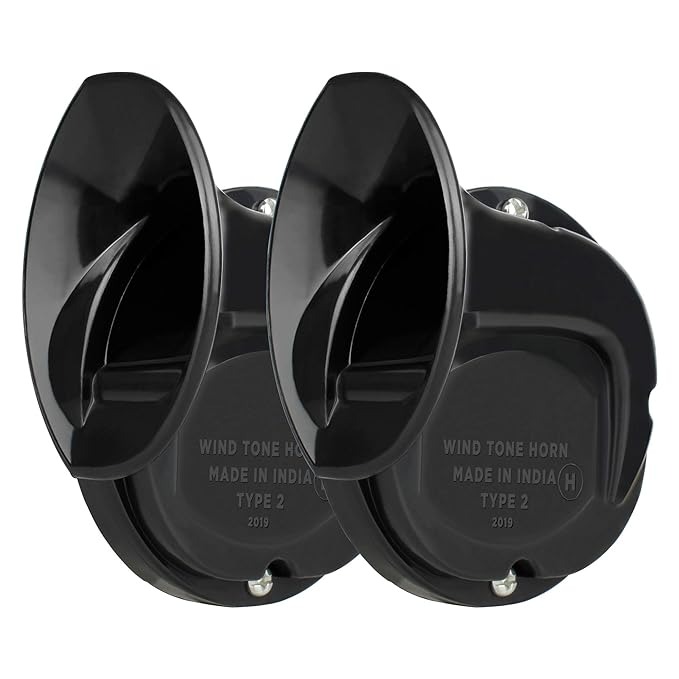 WIND TONE HORN
MADE IN INDIA
TYPE 2
2019
WIND TONE HORN
MADE IN INDIA H
TYPE 2
2019